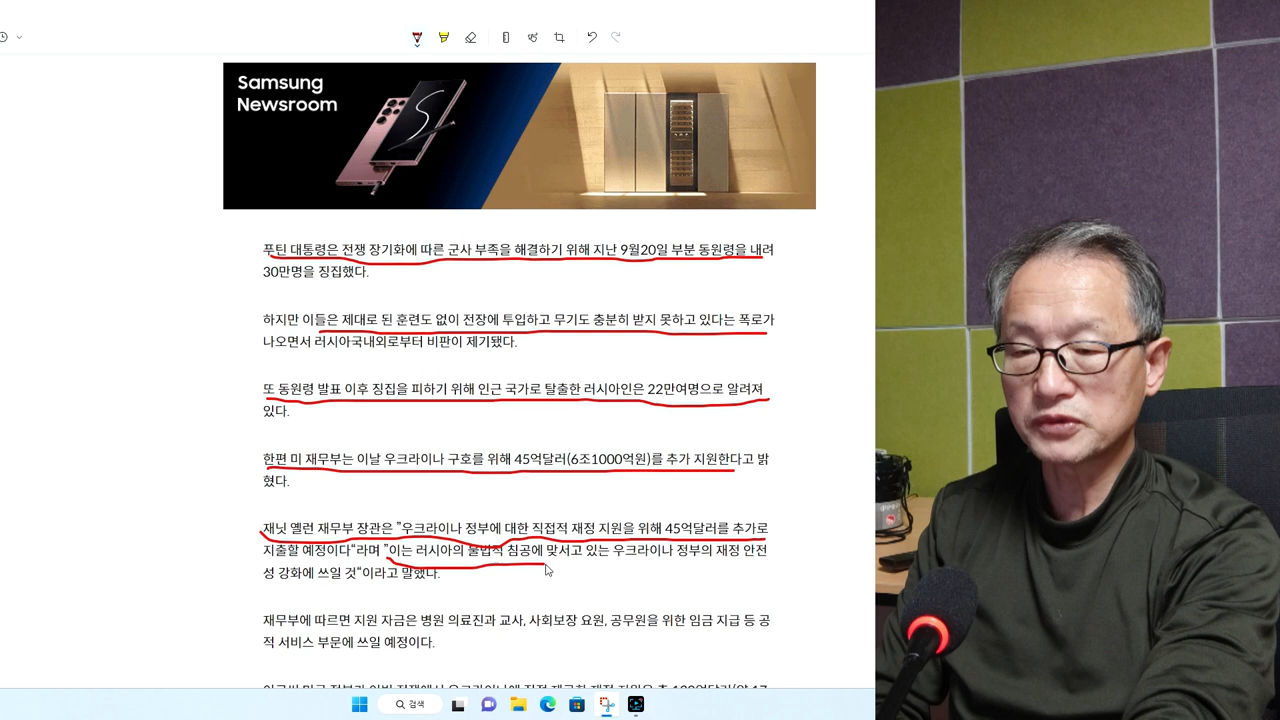 Samsung
Newsroom
푸틴 대통령은 전쟁 장기화에 따른 군사 부족을 해결하기 위해 지난 9월20일 부분 동원령을 내려
30만명을 징집했다.
하지만 이들은 제대로 된 훈련도 없이 전장에 투입하고 무기도 충분히 받지 못하고 있다는 폭로가
나오면서 러시아국내외로부터 비판이 제기됐다.
또 동원령 발표 이후 징집을 피하기 위해 인근 국가로 탈출한 러시아인은 22만여명으로 알려져
있다.
한편 미 재무부는 이날 우크라이나 구호를 위해 45억달러(6조1000억원)를 추가 지원한다고 밝
혔다.
재닛 옐런 재무부 장관은 "우크라이나 정부에 대한 직접적 재정 지원을 위해 45억달러를 추가로
지출할 예정이다“라며 "이는 러시아의 불법적 침공에 맞서고 있는 우크라이나 정부의 재정 안전
성 강화에 쓰일 것“이라고 말했다.
재무부에 따르면 지원 자금은 병원 의료진과 교사, 사회보장 요원, 공무원을 위한 임금 지급 등 공
적 서비스 부문에 쓰일 예정이다.
검색